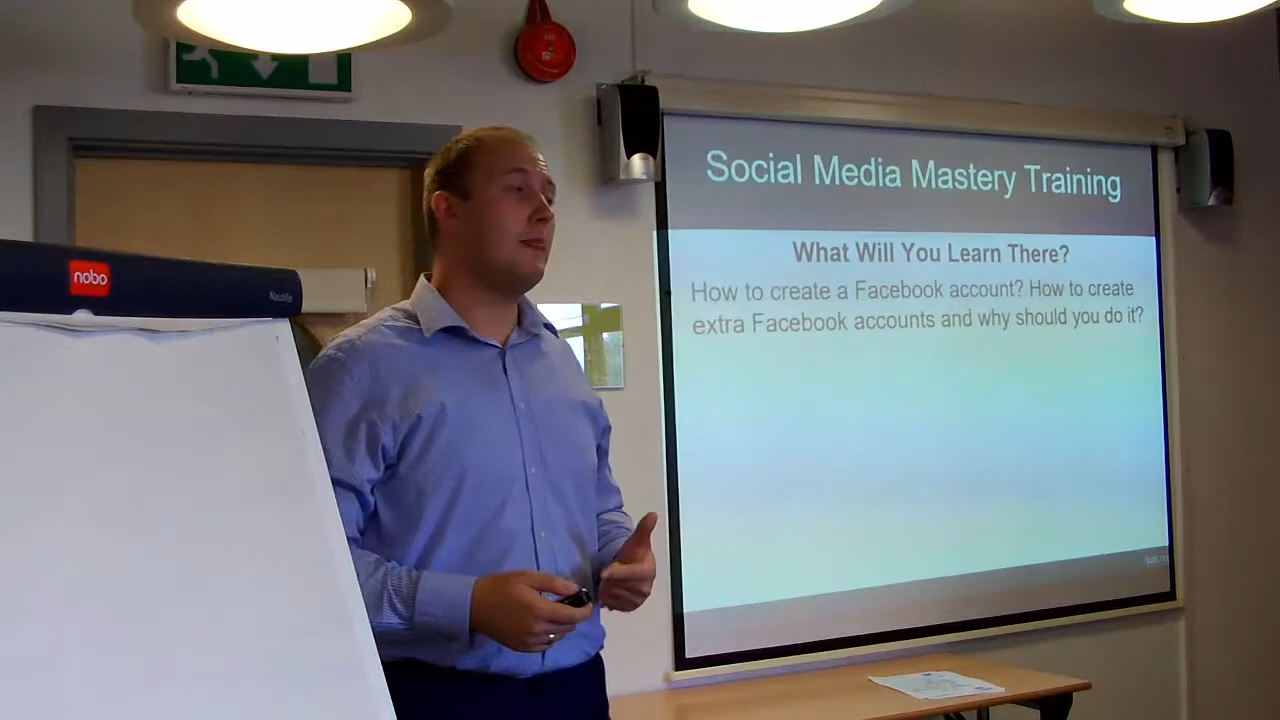 nobo
Nautile
Social Media Mastery Training
What Will You Learn There?
How to create a Facebook account? How to create
extra Facebook accounts and why should you do it?